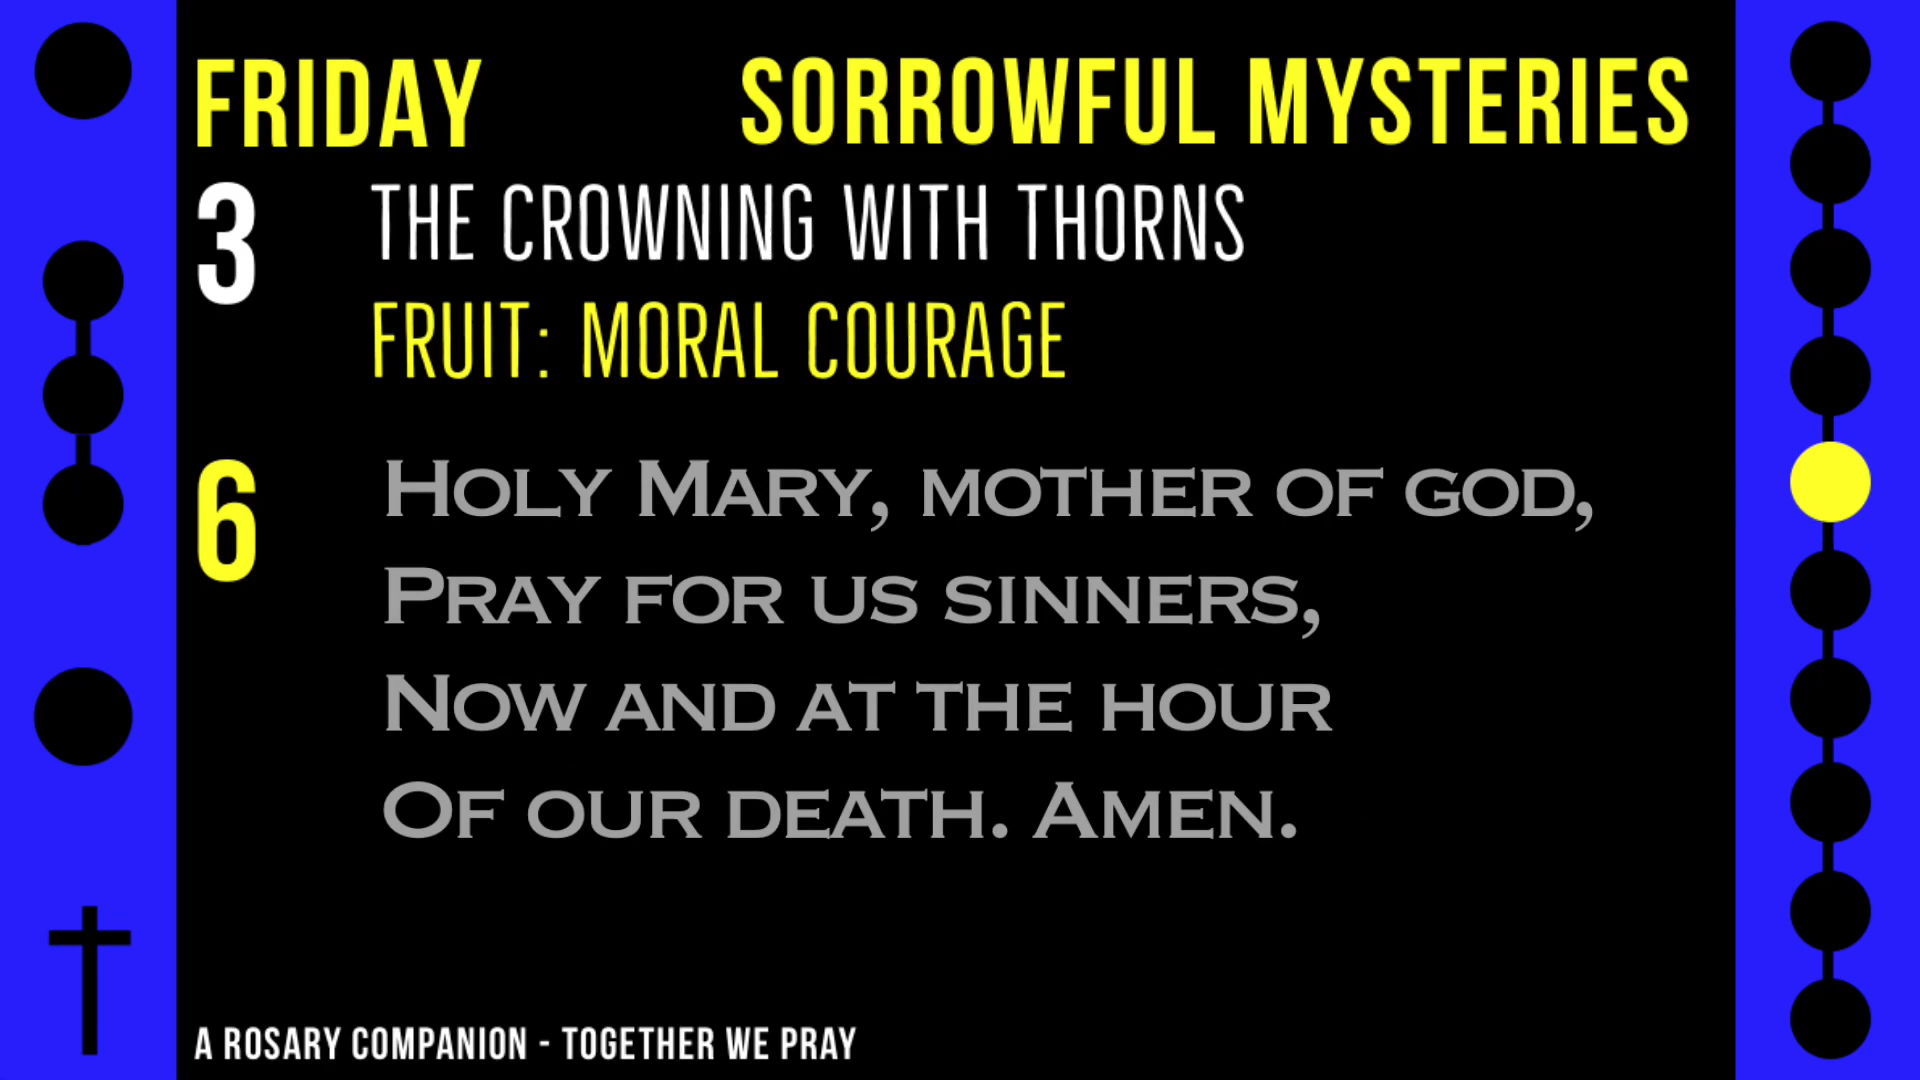 FRIDAY SORROWFUL MYSTERIES
3 THE CROWNING WITH THORNS
FRUIT: MORAL COURAGE
6 HOLY MARY, MOTHER OF GOD,
PRAY FOR US SINNERS,
NOW AND AT THE HOUR
OF OUR DEATH. AMEN.
A ROSARY COMPANION - TOGETHER WE PRAY